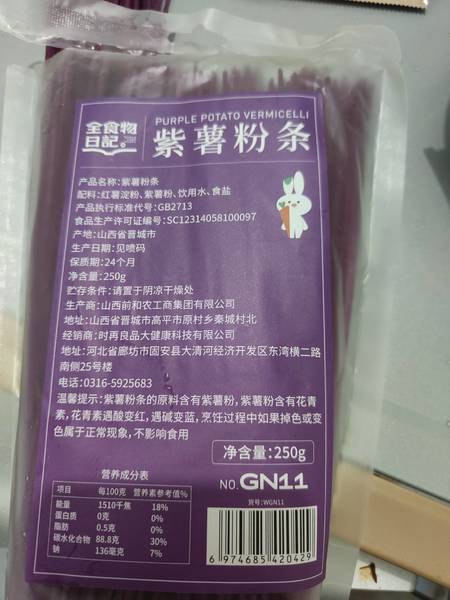 全食物
日記
PURPLE POTATO VERMICELLI
紫薯粉条
产品名称:紫薯粉条
配料:红薯淀粉、紫薯粉、饮用水、食盐
产品执行标准代号:GB2713
食品生产许可证编号:SC12314058100097
产地:山西省晋城市
生产日期:见喷码
保质期:24个月
净含量:250g
贮存条件:请置于阴凉干燥处
生产商:山西前和农工商集团有限公司
地址:山西省晋城市高平市原村乡秦城村北
经销商:时再良品大健康科技有限公司
地址:河北省廊坊市固安县大清河经济开发区东湾横二路
南侧25号楼
电话:0316-5925683
温馨提示:紫薯粉条的原料含有紫薯粉,紫薯粉含有花青
素,花青素遇酸变红,遇碱变蓝,烹饪过程中如果掉色或变
色属于正常现象,不影响食用
净含量:250g
NO.GN11
货号:WGN11
营养成分表
项目 每100克 营养素参考值%
能量 1510千焦 18%
蛋白质 0克 0%
脂肪 0.5克 0%
碳水化合物 88.8克 30%
钠 136毫克 7%
6 974685 420429